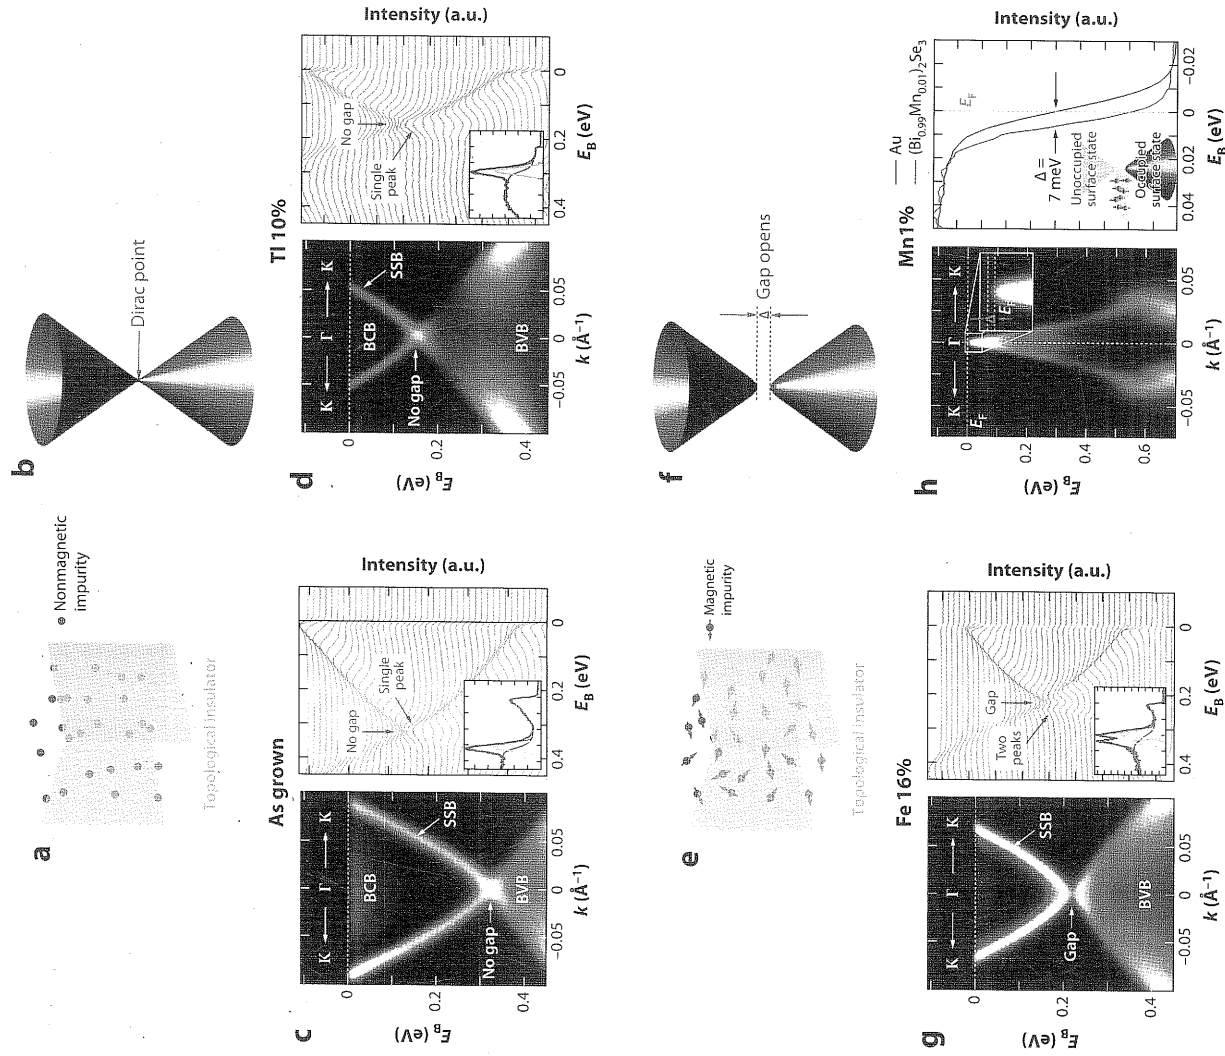 a
Nonmagnetic
impurity
Topological insulator
b
Dirac point
c
As grown
K
Γ
K
BCB
SSB
No gap
BVB
0
0.2
0.4
E_B (eV)
−0.05
0
0.05
k (Å⁻¹)
No gap
Single
peak
0.4
0.2
0
E_B (eV)
Intensity (a.u.)
d
Tl 10%
K
Γ
K
BCB
SSB
No gap
BVB
0
0.2
0.4
E_B (eV)
−0.05
0
0.05
k (Å⁻¹)
No gap
Single
peak
0.4
0.2
0
E_B (eV)
Intensity (a.u.)
e
Magnetic
impurity
Topological insulator
f
Δ
Gap opens
g
Fe 16%
K
Γ
K
SSB
Gap
BVB
0
0.2
0.4
E_B (eV)
−0.05
0
0.05
k (Å⁻¹)
Gap
Two
peaks
0.4
0.2
0
E_B (eV)
Intensity (a.u.)
h
Mn1%
K
Γ
K
E_F
Δ
0
0.2
0.4
0.6
E_B (eV)
−0.05
0
0.05
k (Å⁻¹)
Au
(Bi₀.₉₉Mn₀.₀₁)₂Se₃
E_F
Δ =
7 meV
Unoccupied
surface state
Occupied
surface state
0.04
0.02
0
−0.02
E_B (eV)
Intensity (a.u.)